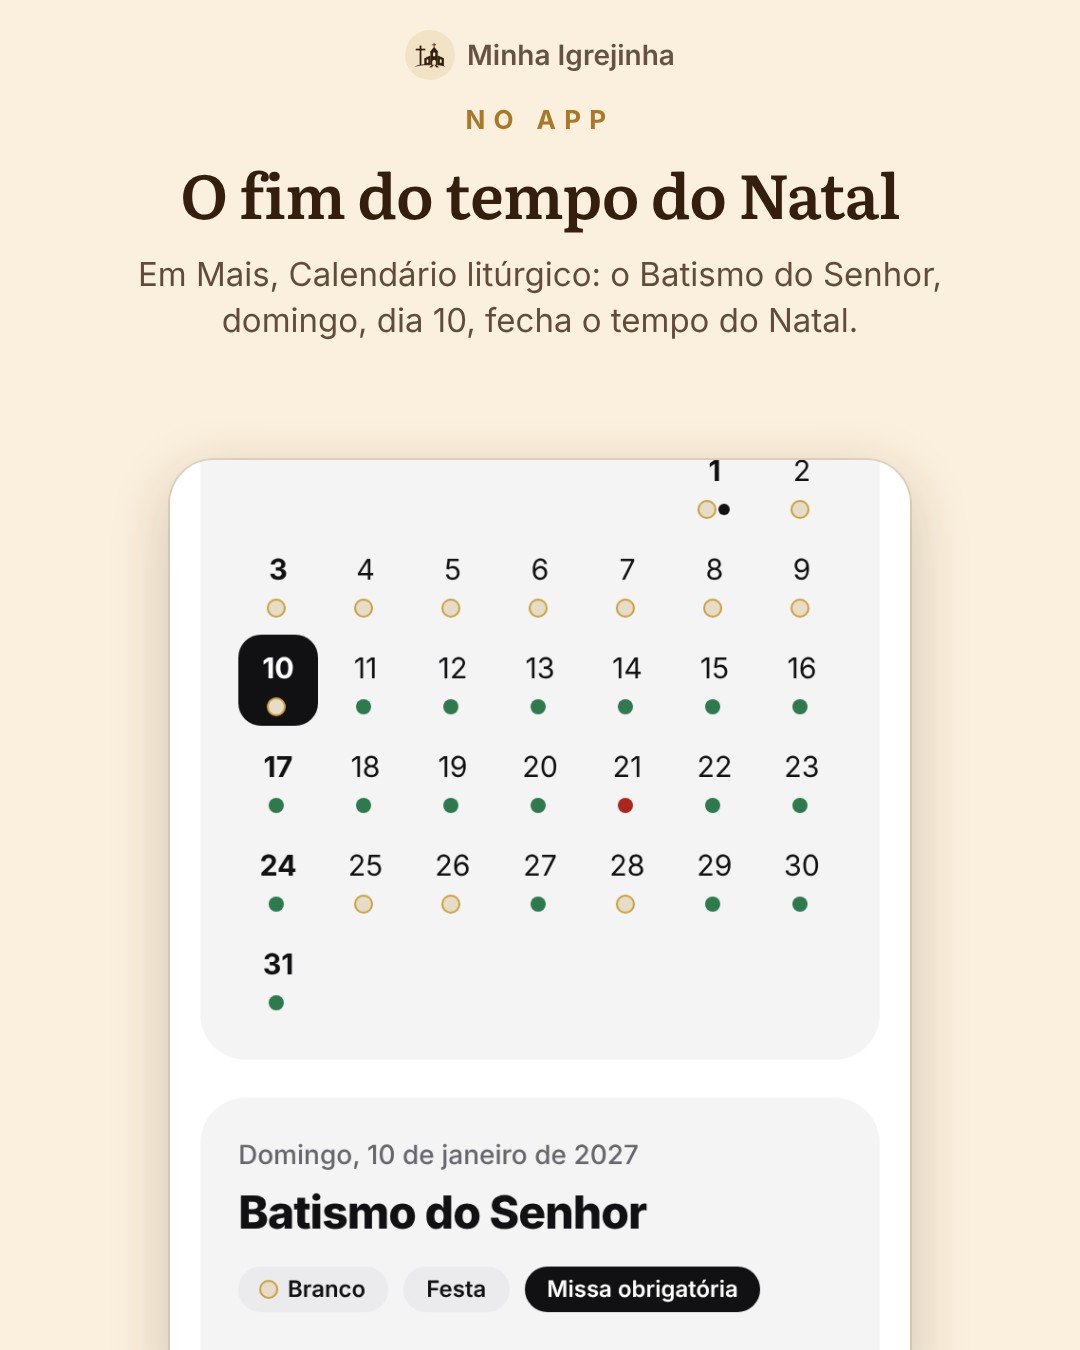 Minha Igrejinha
NO APP
O fim do tempo do Natal
Em Mais, Calendário litúrgico: o Batismo do Senhor,
domingo, dia 10, fecha o tempo do Natal.
1 2
3 4 5 6 7 8 9
10 11 12 13 14 15 16
17 18 19 20 21 22 23
24 25 26 27 28 29 30
31
Domingo, 10 de janeiro de 2027
Batismo do Senhor
Branco Festa Missa obrigatória